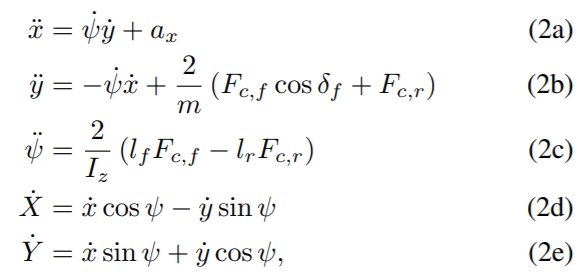 ẍ = ψ̇ẏ + a_x (2a)
ÿ = −ψ̇ẋ + 2/m (F_{c,f} cos δ_f + F_{c,r}) (2b)
ψ̈ = 2/I_z (l_f F_{c,f} − l_r F_{c,r}) (2c)
Ẋ = ẋ cos ψ − ẏ sin ψ (2d)
Ẏ = ẋ sin ψ + ẏ cos ψ, (2e)